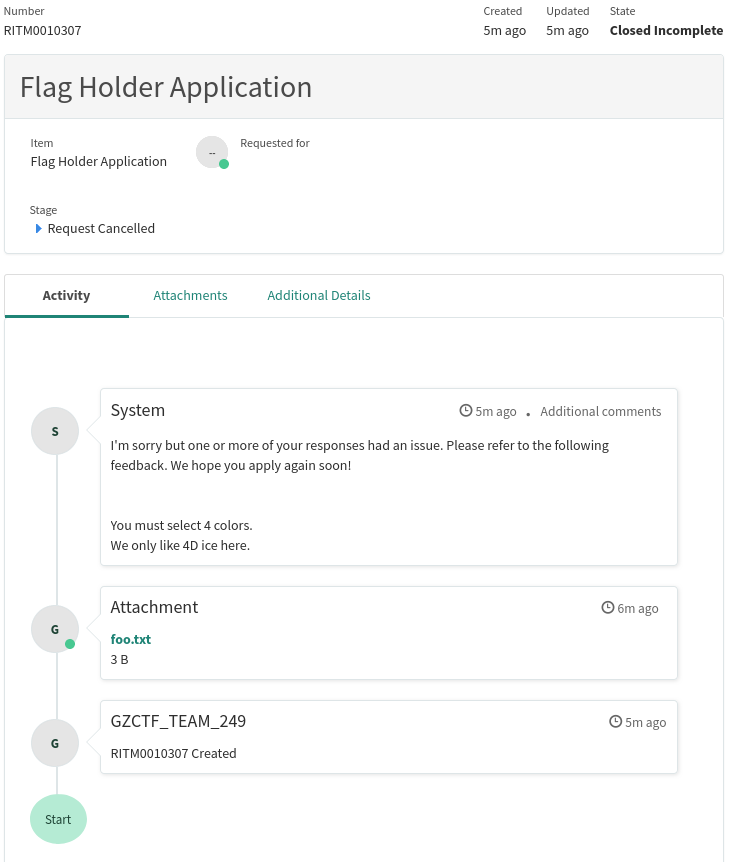 Number
Created
Updated
State
RITM0010307
5m ago
5m ago
Closed Incomplete
Flag Holder Application
Item
Flag Holder Application
--
Requested for
Stage
Request Cancelled
Activity
Attachments
Additional Details
S
System
5m ago
Additional comments
I'm sorry but one or more of your responses had an issue. Please refer to the following
feedback. We hope you apply again soon!
You must select 4 colors.
We only like 4D ice here.
G
Attachment
6m ago
foo.txt
3 B
G
GZCTF_TEAM_249
5m ago
RITM0010307 Created
Start